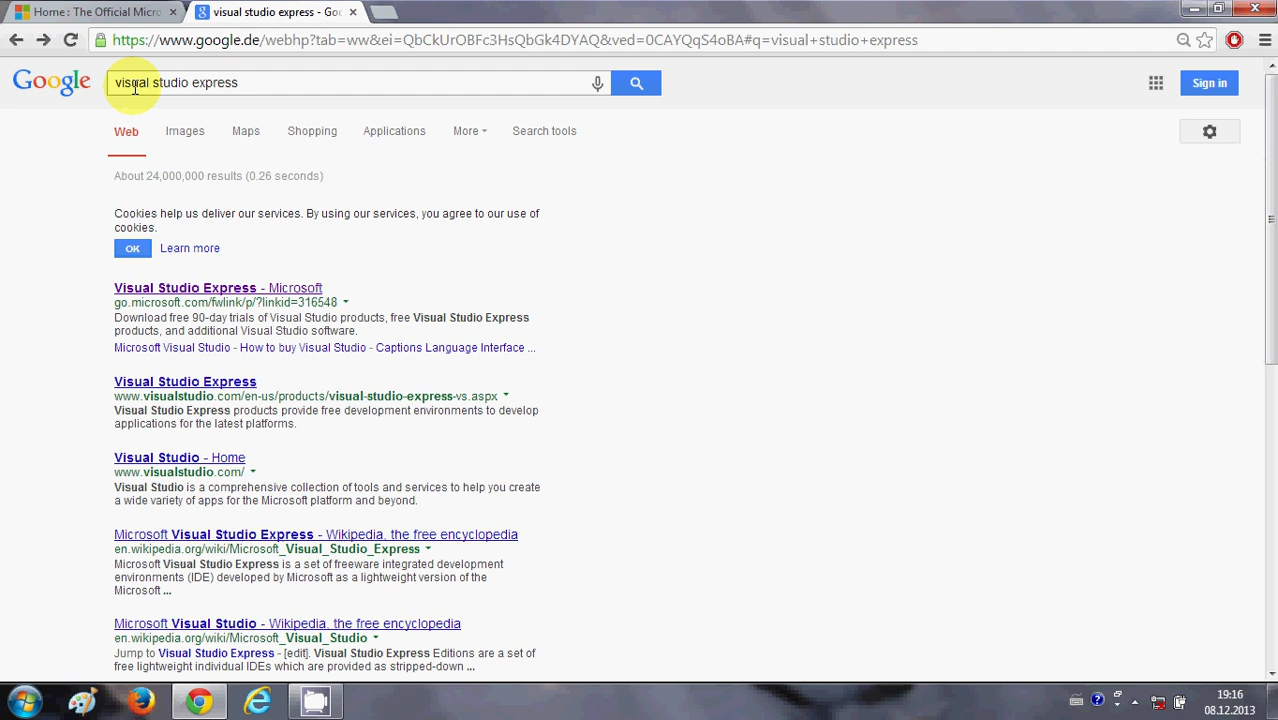 Home : The Official Micro
visual studio express - Goo
https://www.google.de/webhp?tab=ww&ei=QbCkUrOBFc3HsQbGk4DYAQ&ved=0CAYQqS4oBA#q=visual+studio+express
Google
visual studio express
Sign in
Web
Images
Maps
Shopping
Applications
More
Search tools
About 24,000,000 results (0.26 seconds)
Cookies help us deliver our services. By using our services, you agree to our use of
cookies.
OK
Learn more
Visual Studio Express - Microsoft
go.microsoft.com/fwlink/p/?linkid=316548
Download free 90-day trials of Visual Studio products, free Visual Studio Express
products, and additional Visual Studio software.
Microsoft Visual Studio - How to buy Visual Studio - Captions Language Interface ...
Visual Studio Express
www.visualstudio.com/en-us/products/visual-studio-express-vs.aspx
Visual Studio Express products provide free development environments to develop
applications for the latest platforms.
Visual Studio - Home
www.visualstudio.com/
Visual Studio is a comprehensive collection of tools and services to help you create
a wide variety of apps for the Microsoft platform and beyond.
Microsoft Visual Studio Express - Wikipedia, the free encyclopedia
en.wikipedia.org/wiki/Microsoft_Visual_Studio_Express
Microsoft Visual Studio Express is a set of freeware integrated development
environments (IDE) developed by Microsoft as a lightweight version of the
Microsoft ...
Microsoft Visual Studio - Wikipedia, the free encyclopedia
en.wikipedia.org/wiki/Microsoft_Visual_Studio
Jump to Visual Studio Express - [edit]. Visual Studio Express Editions are a set of
free lightweight individual IDEs which are provided as stripped-down ...
19:16
08.12.2013